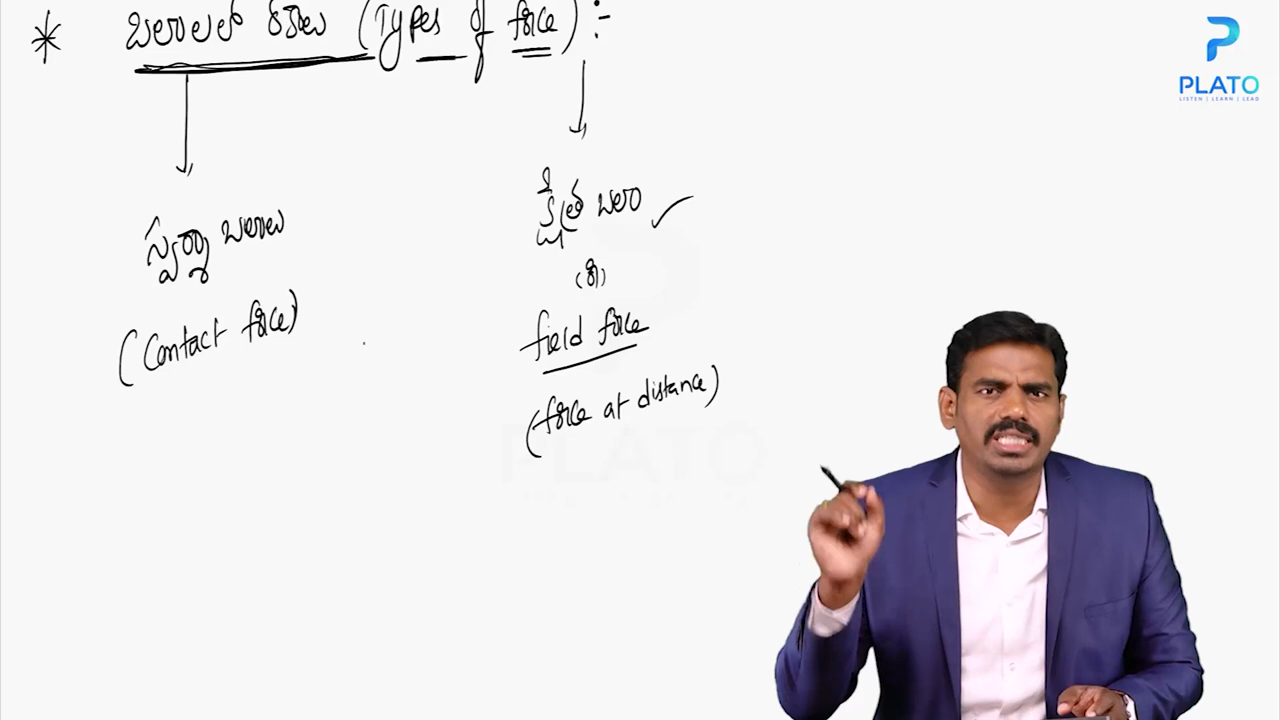 * బలాలలో రకాలు (Types of force) :-
స్పర్శా బలాలు
(Contact force)
క్షేత్ర బలం
(లేదా)
field force
(force at distance)
P
PLATO
LISTEN | LEARN | LEAD
PLATO